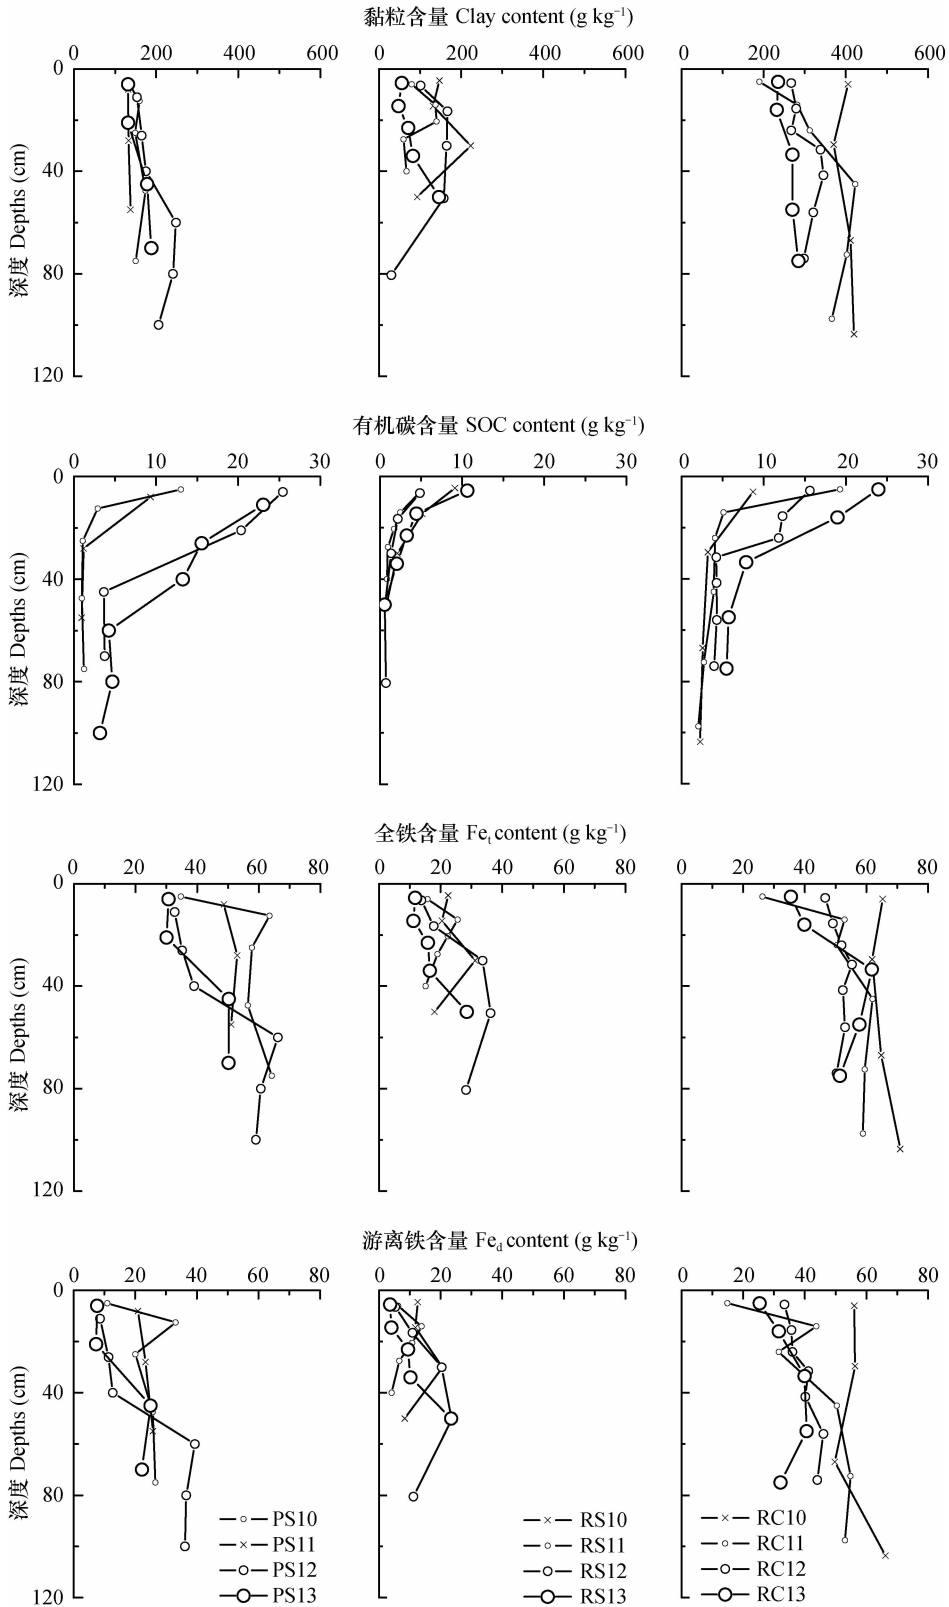 黏粒含量 Clay content (g kg⁻¹)
0 200 400 600 0 200 400 600 0 200 400 600
0
40
80
120
深度 Depths (cm)
有机碳含量 SOC content (g kg⁻¹)
0 10 20 30 0 10 20 30 0 10 20 30
0
40
80
120
深度 Depths (cm)
全铁含量 Feₜ content (g kg⁻¹)
0 20 40 60 80 0 20 40 60 80 0 20 40 60 80
0
40
80
120
深度 Depths (cm)
游离铁含量 Fed content (g kg⁻¹)
0 20 40 60 80 0 20 40 60 80 0 20 40 60 80
0
40
80
120
深度 Depths (cm)
PS10
PS11
PS12
PS13
RS10
RS11
RS12
RS13
RC10
RC11
RC12
RC13